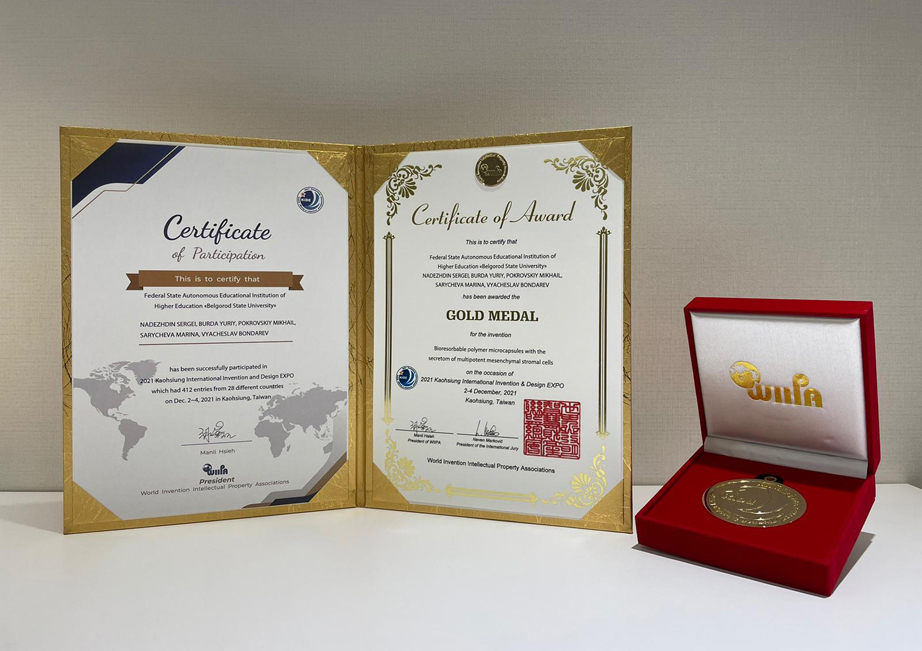 Certificate
of Participation
This is to certify that
Federal State Autonomous Educational Institution of
Higher Education «Belgorod State University»
NADEZHDIN SERGEI, BURDA YURIY, POKROVSKIY MIKHAIL,
SARYCHEVA MARINA, VYACHESLAV BONDAREV
has been successfully participated in
2021 Kaohsiung International Invention and Design EXPO
which had 412 entries from 28 different countries
on Dec. 2-4, 2021 in Kaohsiung, Taiwan
Manli Hsieh
WIIPA
President
World Invention Intellectual Property Associations
Certificate of Award
This is to certify that
Federal State Autonomous Educational Institution of
Higher Education «Belgorod State University»
NADEZHDIN SERGEI, BURDA YURIY, POKROVSKIY MIKHAIL,
SARYCHEVA MARINA, VYACHESLAV BONDAREV
has been awarded the
GOLD MEDAL
for the invention
Bioresorbable polymer microcapsules with the
secretom of multipotent mesenchymal stromal cells
on the occasion of
2021 Kaohsiung International Invention & Design EXPO
2-4 December, 2021
Kaohsiung, Taiwan
Manli Hsieh
President of WIIPA
Neven Marković
President of the International Jury
World Invention Intellectual Property Associations
WIIPA